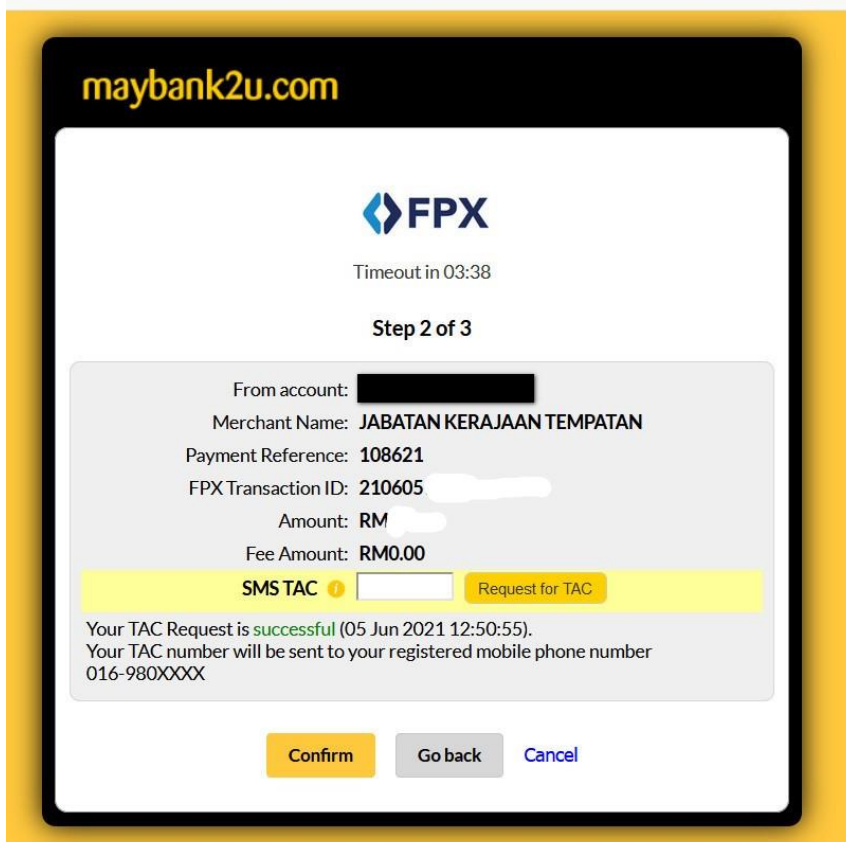 maybank2u.com
FPX
Timeout in 03:38
Step 2 of 3
From account:
Merchant Name: JABATAN KERAJAAN TEMPATAN
Payment Reference: 108621
FPX Transaction ID: 210605
Amount: RM
Fee Amount: RM0.00
SMS TAC i Request for TAC
Your TAC Request is successful (05 Jun 2021 12:50:55).
Your TAC number will be sent to your registered mobile phone number
016-980XXXX
Confirm Go back Cancel